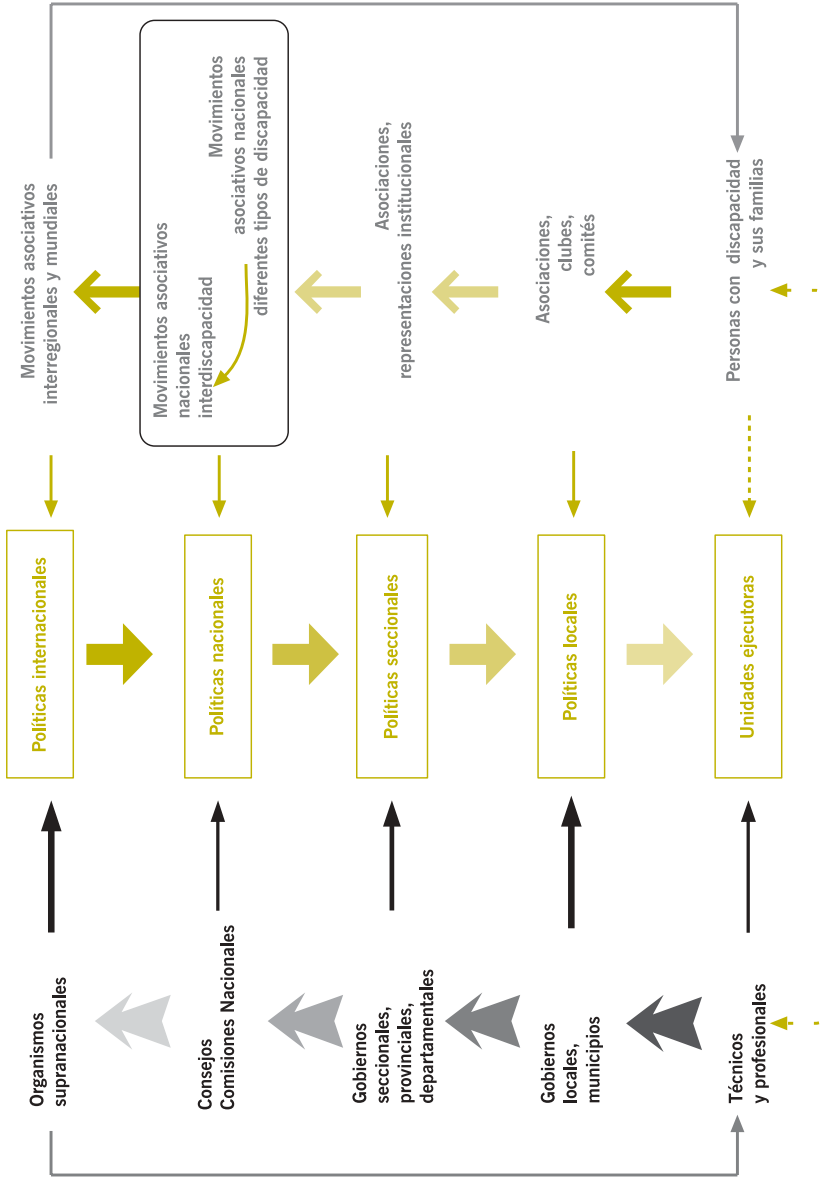 Organismos
supranacionales
Políticas internacionales
Movimientos asociativos
interregionales y mundiales
Consejos
Comisiones Nacionales
Políticas nacionales
Movimientos asociativos
nacionales
interdiscapacidad
Movimientos
asociativos nacionales
diferentes tipos de discapacidad
Gobiernos
seccionales,
provinciales,
departamentales
Políticas seccionales
Asociaciones,
representaciones institucionales
Gobiernos
locales,
municipios
Políticas locales
Asociaciones,
clubes,
comités
Técnicos
y profesionales
Unidades ejecutoras
Personas con discapacidad
y sus familias